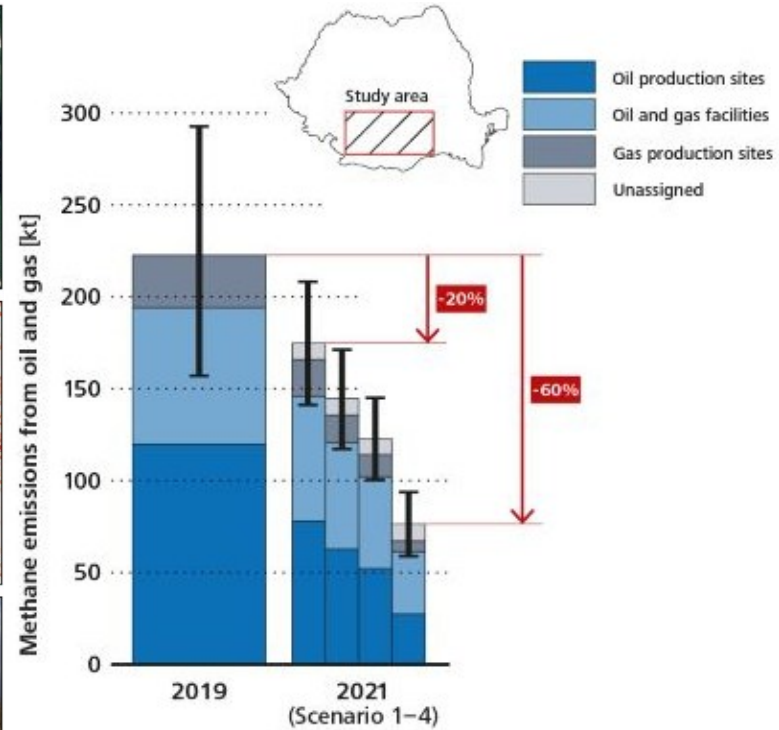 Methane emissions from oil and gas [kt]
300
250
200
150
100
50
0
Study area
Oil production sites
Oil and gas facilities
Gas production sites
Unassigned
-20%
-60%
2019
2021
(Scenario 1–4)